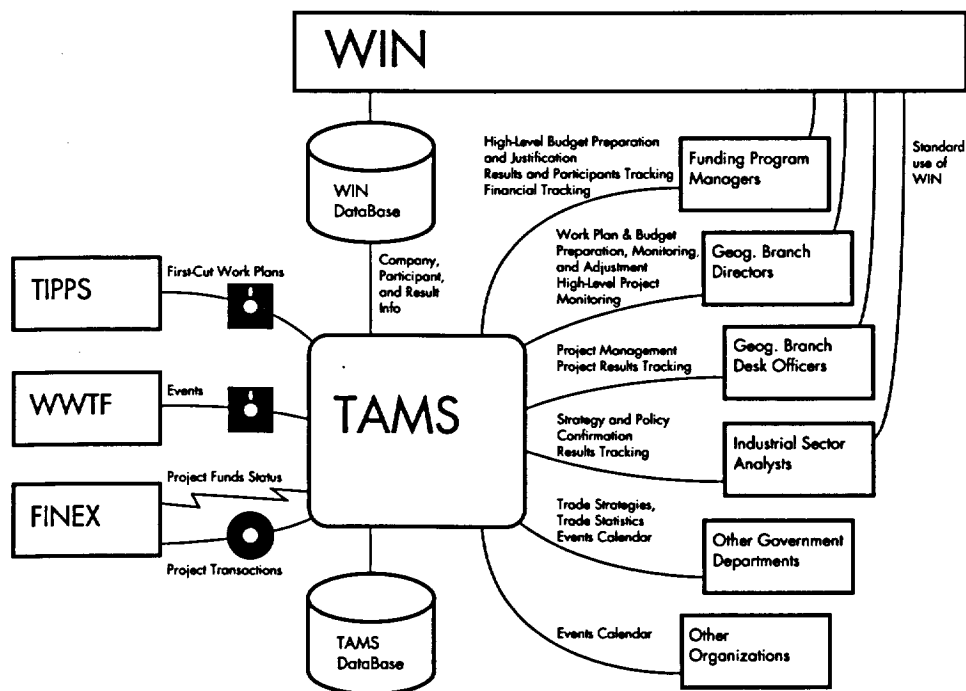 WIN
WIN
DataBase
High-Level Budget Preparation
and Justification
Results and Participants Tracking
Financial Tracking
Funding Program
Managers
Standard
use of
WIN
Company,
Participant,
and Result
Info
Work Plan & Budget
Preparation, Monitoring,
and Adjustment
High-Level Project
Monitoring
Geog. Branch
Directors
TIPPS
First-Cut Work Plans
Project Management
Project Results Tracking
Geog. Branch
Desk Officers
WWTF
Events
TAMS
Strategy and Policy
Confirmation
Results Tracking
Industrial Sector
Analysts
FINEX
Project Funds Status
Project Transactions
Trade Strategies,
Trade Statistics
Events Calendar
Other Government
Departments
TAMS
DataBase
Events Calendar
Other
Organizations